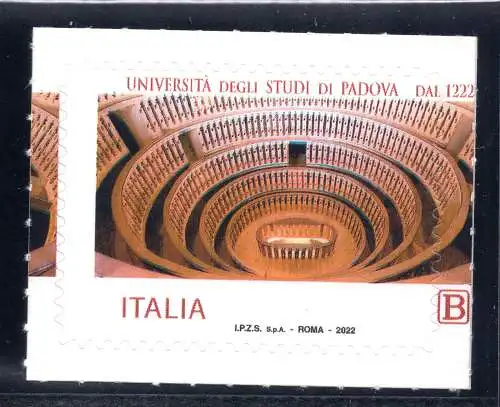 UNIVERSITÀ DEGLI STUDI DI PADOVA DAL 1222
ITALIA
B
I.P.Z.S. S.p.A. - ROMA - 2022